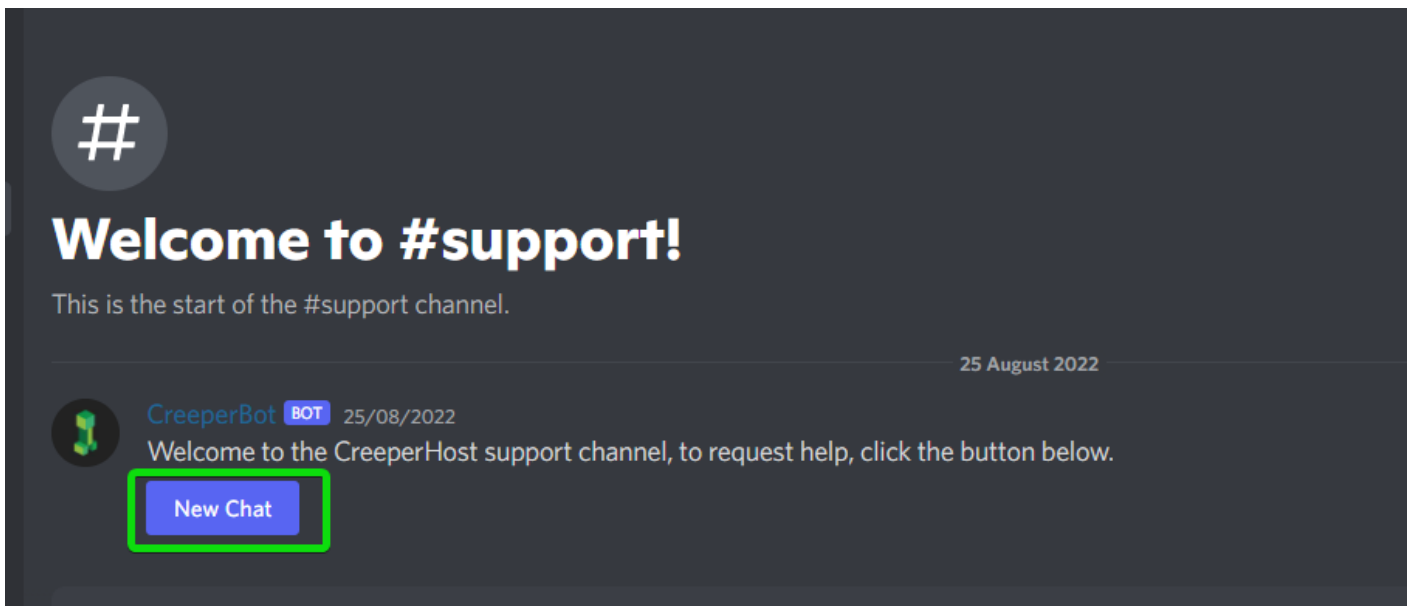 #
Welcome to #support!
This is the start of the #support channel.
25 August 2022
CreeperBot BOT 25/08/2022
Welcome to the CreeperHost support channel, to request help, click the button below.
New Chat